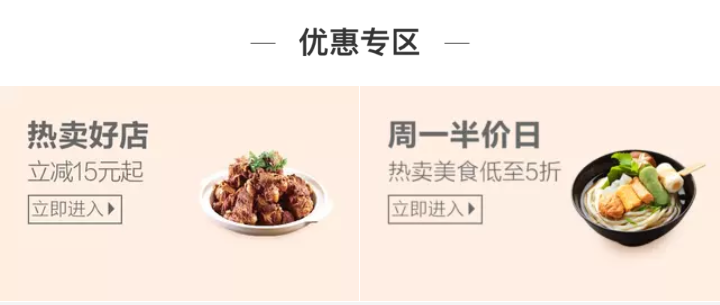 优惠专区
热卖好店
立减15元起
立即进入
周一半价日
热卖美食低至5折
立即进入